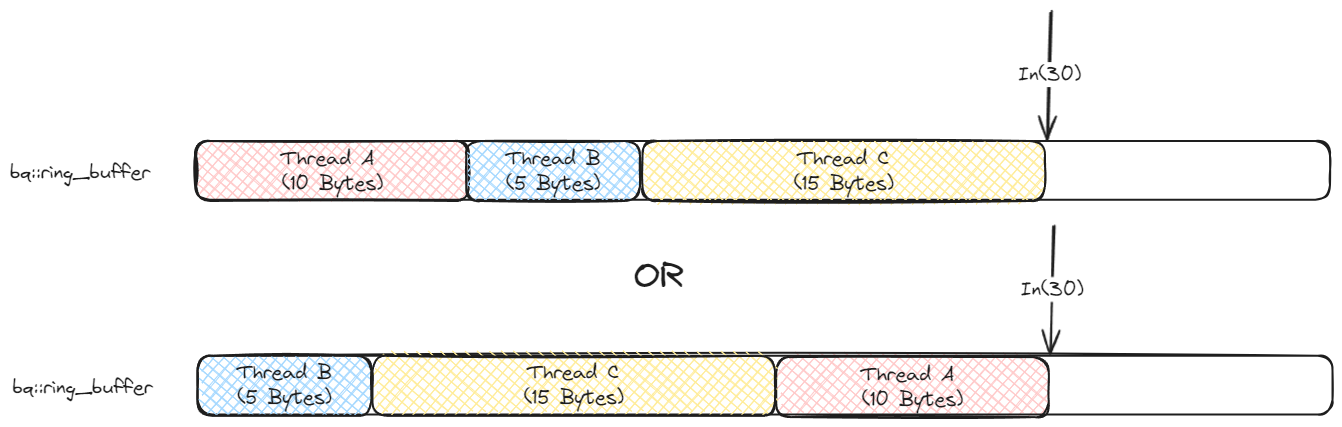 In(30)
bq::ring_buffer
Thread A
(10 Bytes)
Thread B
(5 Bytes)
Thread C
(15 Bytes)
OR
In(30)
bq::ring_buffer
Thread B
(5 Bytes)
Thread C
(15 Bytes)
Thread A
(10 Bytes)